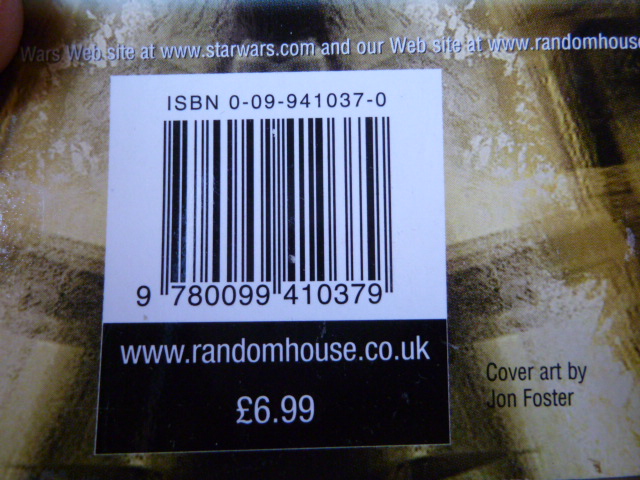 Wars Web site at www.starwars.com and our Web site at www.randomhouse
ISBN 0-09-941037-0
9 780099 410379
www.randomhouse.co.uk
£6.99
Cover art by
Jon Foster